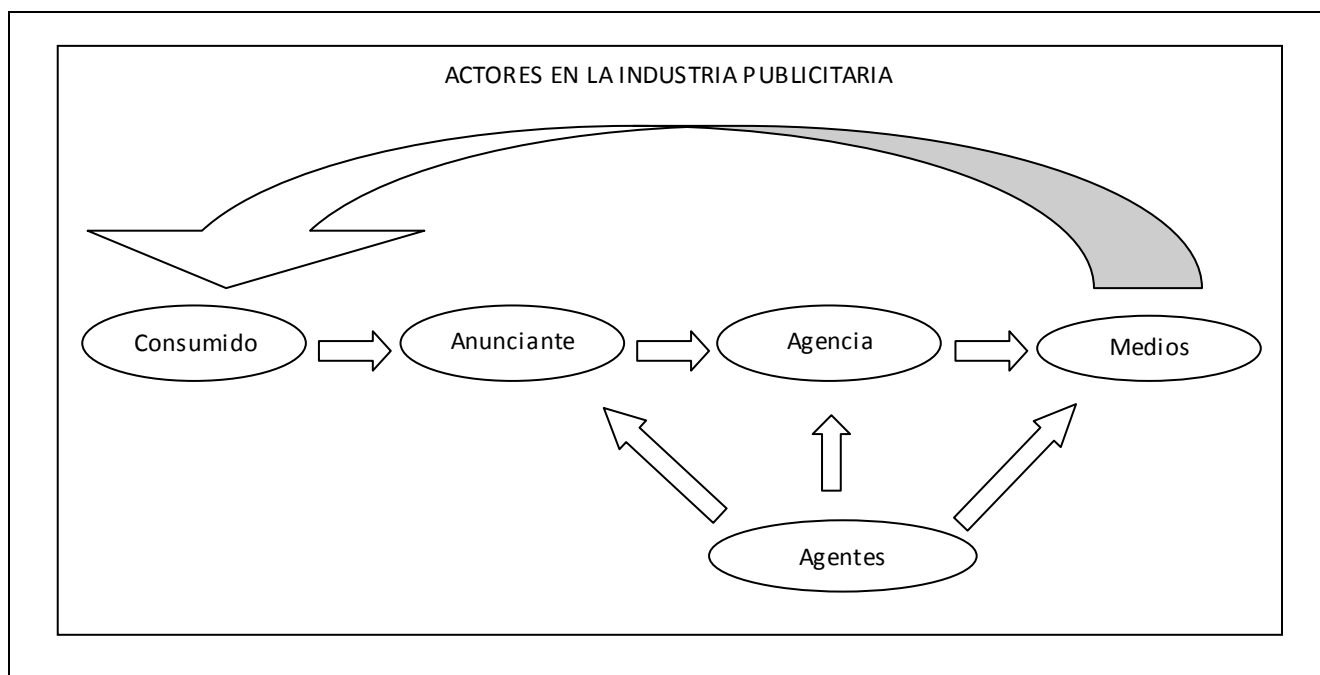 ACTORES EN LA INDUSTRIA PUBLICITARIA
Consumido
Anunciante
Agencia
Medios
Agentes